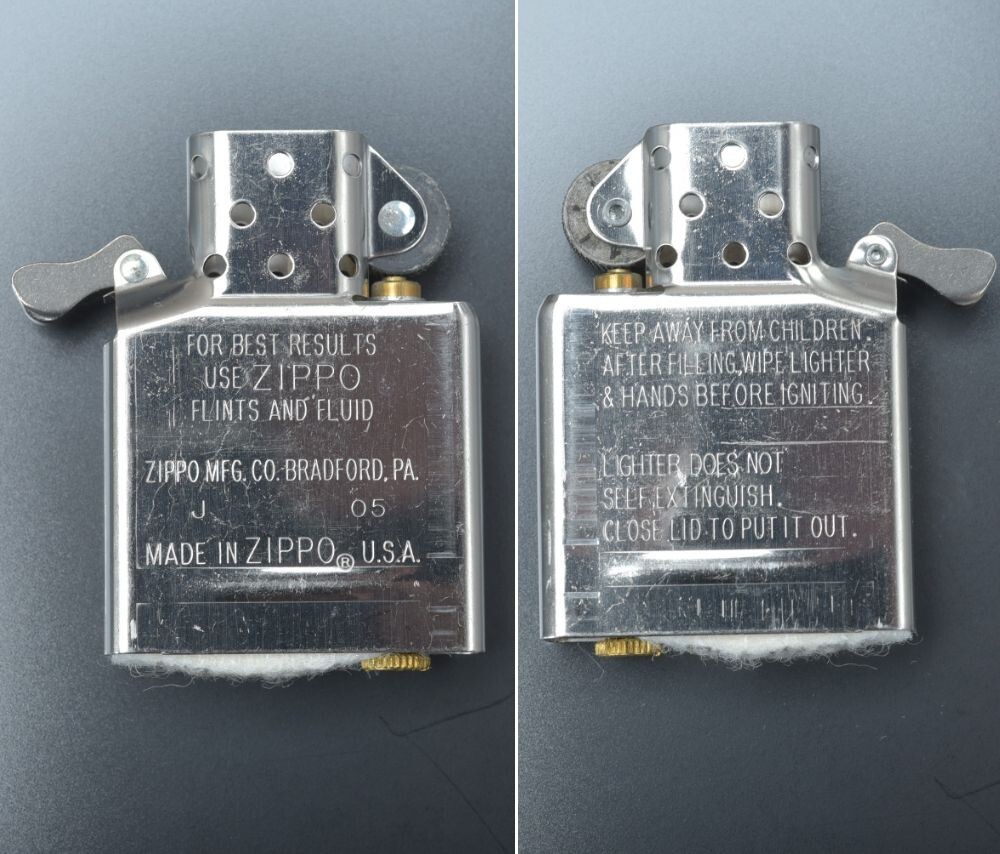 FOR BEST RESULTS
USE ZIPPO
FLINTS AND FLUID
ZIPPO MFG. CO. BRADFORD, PA.
J 05
MADE IN ZIPPO® U.S.A.
KEEP AWAY FROM CHILDREN.
AFTER FILLING, WIPE LIGHTER
& HANDS BEFORE IGNITING.
LIGHTER DOES NOT
SELF EXTINGUISH.
CLOSE LID TO PUT IT OUT.